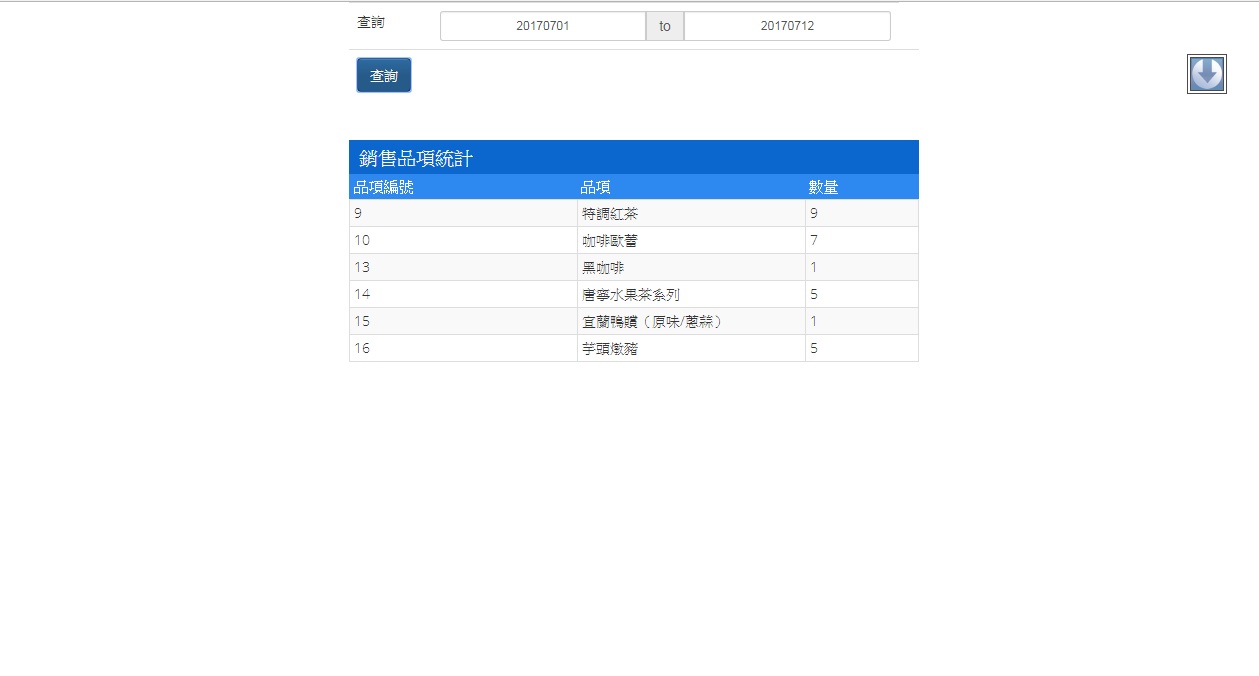 查詢 20170701 to 20170712
查詢
銷售品項統計
品項編號 品項 數量
9 特調紅茶 9
10 咖啡歐蕾 7
13 黑咖啡 1
14 唐寧水果茶系列 5
15 宜蘭鴨賞（原味/蔥蒜） 1
16 芋頭燉豬 5